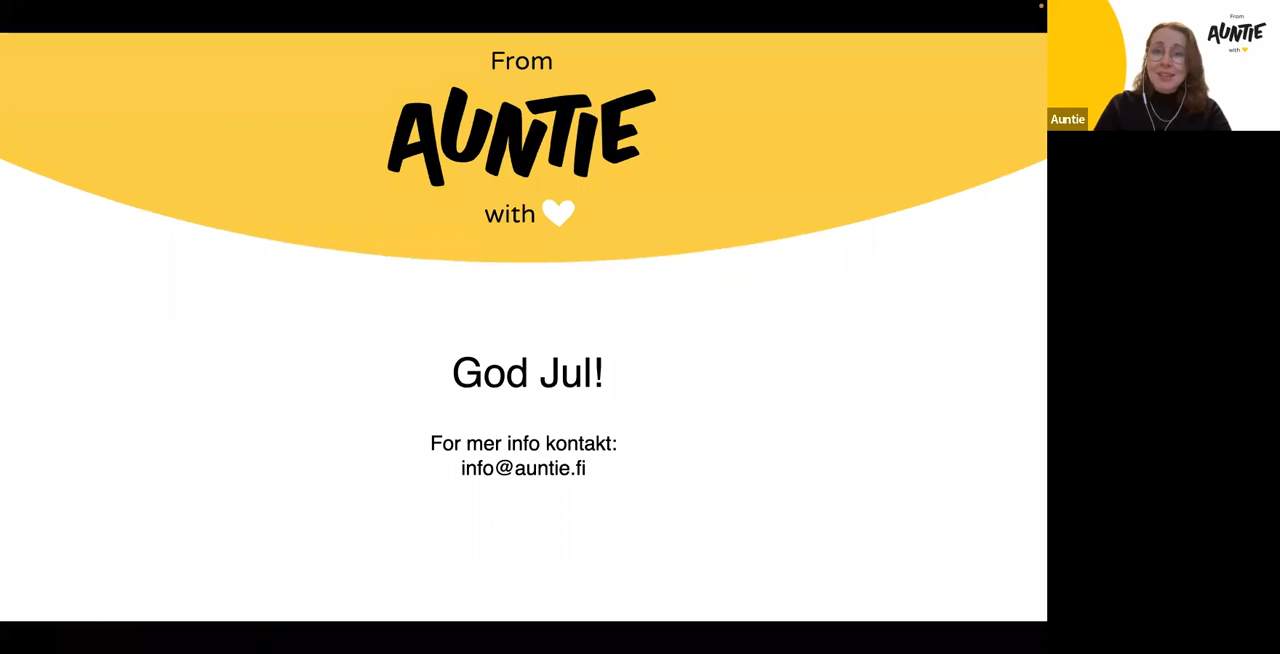 From
AUNTIE
with
God Jul!
For mer info kontakt:
info@auntie.fi
Auntie
From
AUNTIE
with